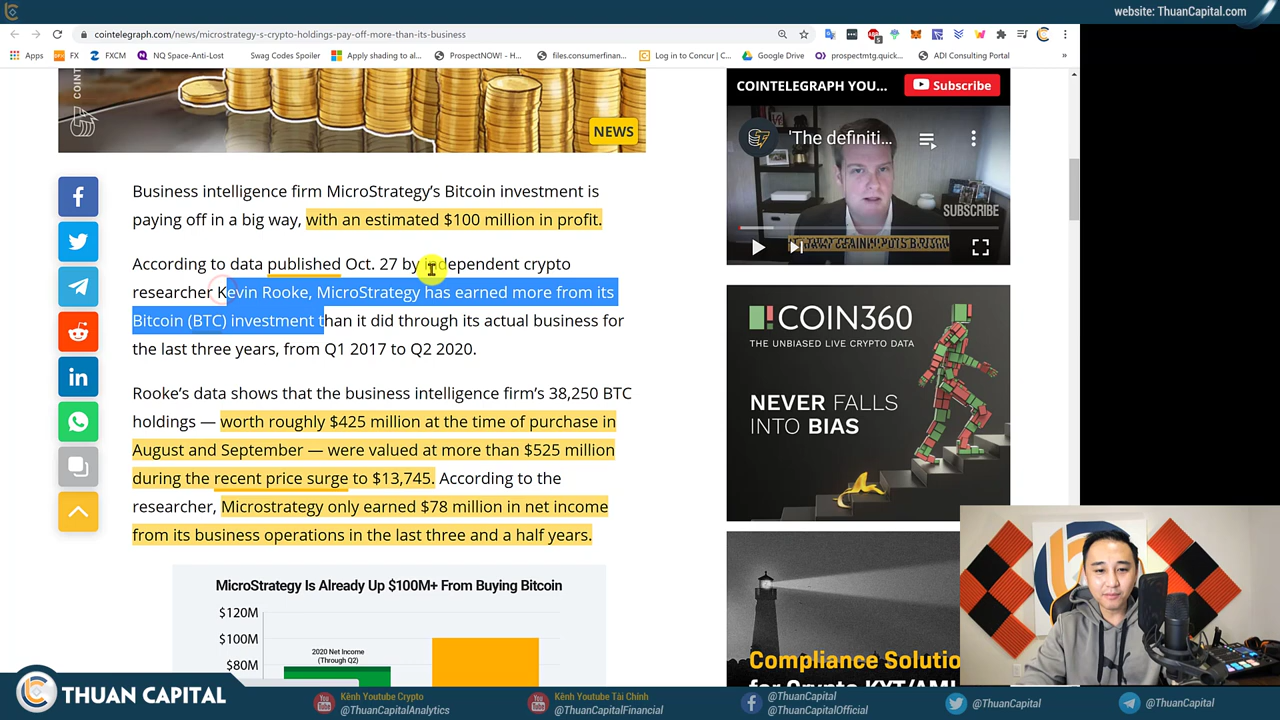 website: ThuanCapital.com
cointelegraph.com/news/microstrategy-s-crypto-holdings-pay-off-more-than-its-business
Apps
FX
FXCM
NQ Space-Anti-Lost
Swag Codes Spoiler
Apply shading to al...
ProspectNOW! - H...
files.consumerfinan...
Log in to Concur | C...
Google Drive
prospectmtg.quick...
ADI Consulting Portal
»
COINT
NEWS
Business intelligence firm MicroStrategy’s Bitcoin investment is
paying off in a big way, with an estimated $100 million in profit.
According to data published Oct. 27 by independent crypto
researcher Kevin Rooke, MicroStrategy has earned more from its
Bitcoin (BTC) investment than it did through its actual business for
the last three years, from Q1 2017 to Q2 2020.
Rooke’s data shows that the business intelligence firm’s 38,250 BTC
holdings — worth roughly $425 million at the time of purchase in
August and September — were valued at more than $525 million
during the recent price surge to $13,745. According to the
researcher, Microstrategy only earned $78 million in net income
from its business operations in the last three and a half years.
MicroStrategy Is Already Up $100M+ From Buying Bitcoin
$120M
$100M
$80M
2020 Net Income
(Through Q2)
COINTELEGRAPH YOU...
Subscribe
'The definiti...
SUBSCRIBE
COIN360
THE UNBIASED LIVE CRYPTO DATA
NEVER FALLS
INTO BIAS
Compliance Solutio
for Crypto KYT/AML
THUAN CAPITAL
Kênh Youtube Crypto
@ThuanCapitalAnalytics
Kênh Youtube Tài Chính
@ThuanCapitalFinancial
@ThuanCapital
@ThuanCapitalOfficial
@ThuanCapital
@ThuanCapital